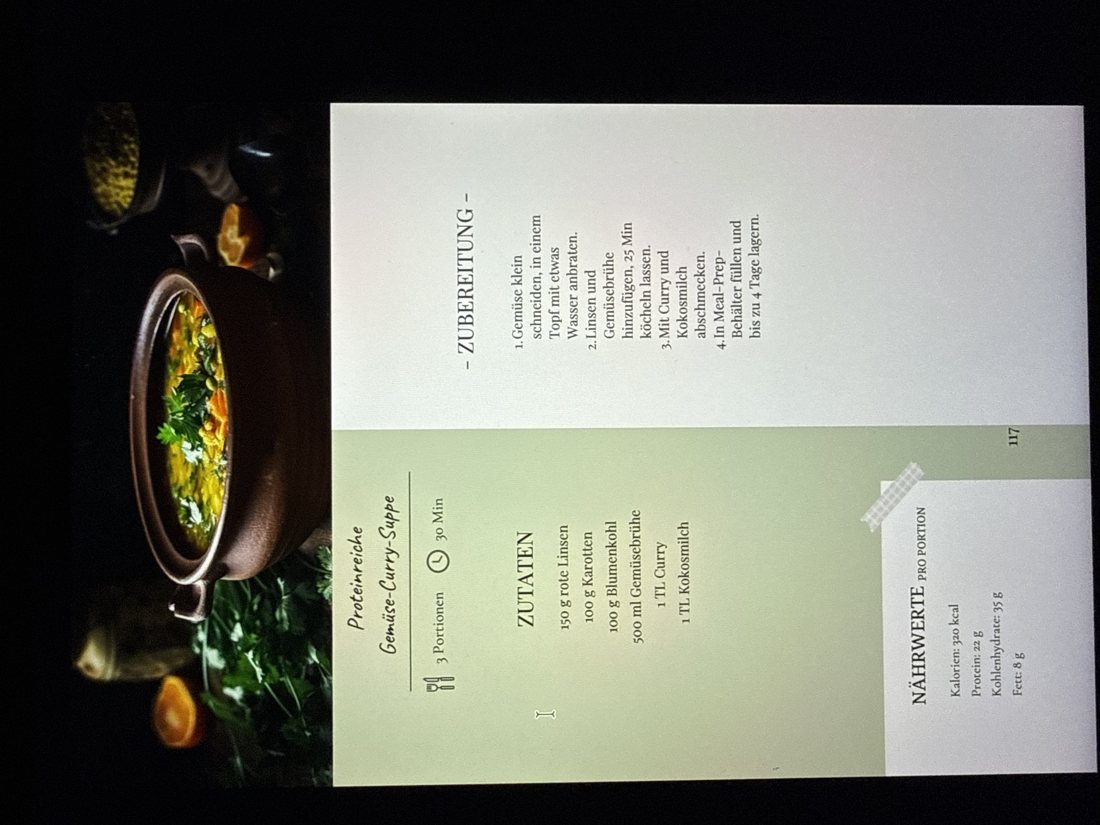 Proteinreiche
Gemüse-Curry-Suppe
3 Portionen 30 Min
ZUTATEN
150 g rote Linsen
100 g Karotten
100 g Blumenkohl
500 ml Gemüsebrühe
1 TL Curry
1 TL Kokosmilch
NÄHRWERTE PRO PORTION
Kalorien: 320 kcal
Protein: 22 g
Kohlenhydrate: 35 g
Fett: 8 g
– ZUBEREITUNG –
1. Gemüse klein
schneiden, in einem
Topf mit etwas
Wasser anbraten.
2. Linsen und
Gemüsebrühe
hinzufügen, 25 Min
köcheln lassen.
3. Mit Curry und
Kokosmilch
abschmecken.
4. In Meal-Prep-
Behälter füllen und
bis zu 4 Tage lagern.
117